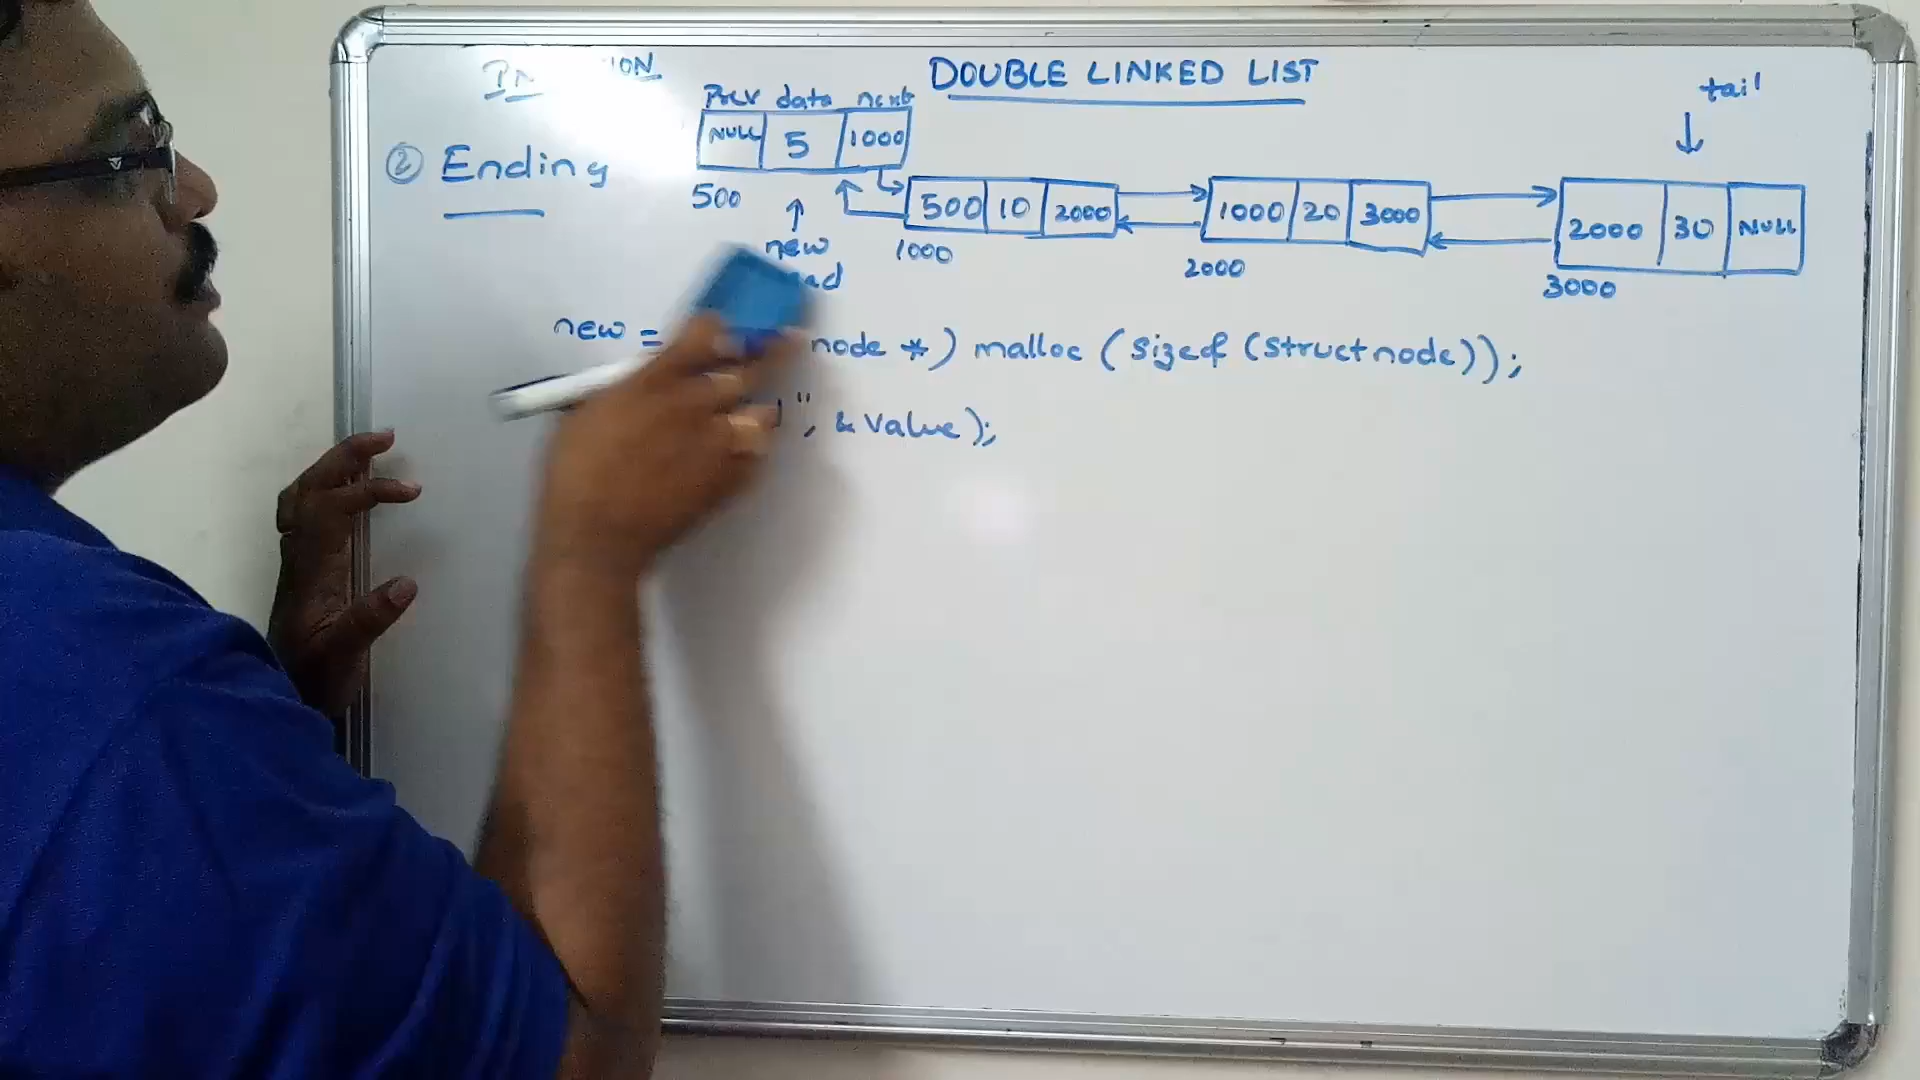 DOUBLE LINKED LIST
tail
Prev data next
NULL 5 1000
② Ending
500
500 10 2000
1000 20 3000
2000 30 NULL
new
1000
2000
3000
new = node *) malloc (sizeof (struct node));
", & value);